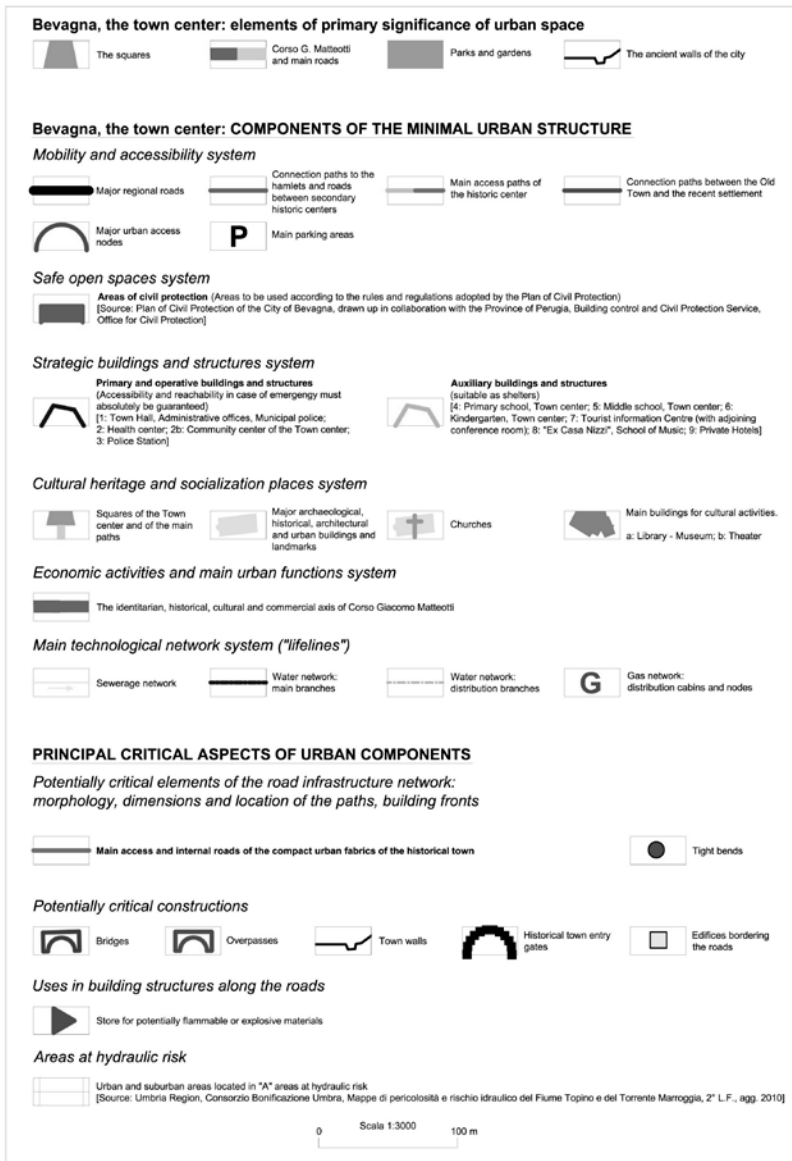 Bevagna, the town center: elements of primary significance of urban space
The squares
Corso G. Matteotti
and main roads
Parks and gardens
The ancient walls of the city
Bevagna, the town center: COMPONENTS OF THE MINIMAL URBAN STRUCTURE
Mobility and accessibility system
Major regional roads
Connection paths to the
hamlets and roads
between secondary
historic centers
Main access paths of
the historic center
Connection paths between the Old
Town and the recent settlement
Major urban access
nodes
P
Main parking areas
Safe open spaces system
Areas of civil protection (Areas to be used according to the rules and regulations adopted by the Plan of Civil Protection)
[Source: Plan of Civil Protection of the City of Bevagna, drawn up in collaboration with the Province of Perugia, Building control and Civil Protection Service,
Office for Civil Protection]
Strategic buildings and structures system
Primary and operative buildings and structures
(Accessibility and reachability in case of emergengy must
absolutely be guaranteed)
[1: Town Hall, Administrative offices, Municipal police;
2: Health center; 2b: Community center of the Town center;
3: Police Station]
Auxiliary buildings and structures
(suitable as shelters)
[4: Primary school, Town center; 5: Middle school, Town center; 6:
Kindergarten, Town center; 7: Tourist information Centre (with adjoining
conference room); 8: "Ex Casa Nizzi", School of Music; 9: Private Hotels]
Cultural heritage and socialization places system
Squares of the Town
center and of the main
paths
Major archaeological,
historical, architectural
and urban buildings and
landmarks
Churches
Main buildings for cultural activities.
a: Library - Museum; b: Theater
Economic activities and main urban functions system
The identitarian, historical, cultural and commercial axis of Corso Giacomo Matteotti
Main technological network system ("lifelines")
Sewerage network
Water network:
main branches
Water network:
distribution branches
G
Gas network:
distribution cabins and nodes
PRINCIPAL CRITICAL ASPECTS OF URBAN COMPONENTS
Potentially critical elements of the road infrastructure network:
morphology, dimensions and location of the paths, building fronts
Main access and internal roads of the compact urban fabrics of the historical town
Tight bends
Potentially critical constructions
Bridges
Overpasses
Town walls
Historical town entry
gates
Edifices bordering
the roads
Uses in building structures along the roads
Store for potentially flammable or explosive materials
Areas at hydraulic risk
Urban and suburban areas located in "A" areas at hydraulic risk
[Source: Umbria Region, Consorzio Bonificazione Umbra, Mappe di pericolosità e rischio idraulico del Fiume Topino e del Torrente Marroggia, 2° L.F., agg. 2010]
Scala 1:3000
0
100 m